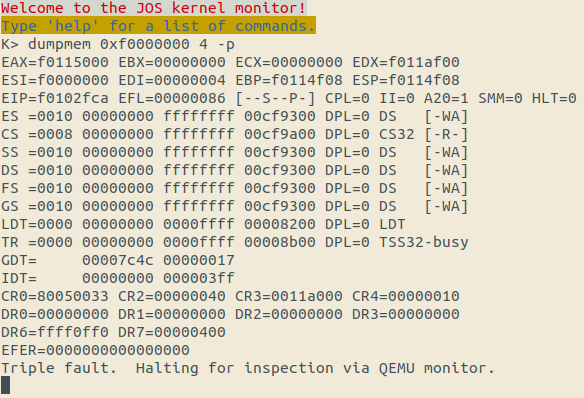 Welcome to the JOS kernel monitor!
Type 'help' for a list of commands.
K> dumpmem 0xf0000000 4 -p
EAX=f0115000 EBX=00000000 ECX=00000000 EDX=f011af00
ESI=f0000000 EDI=00000004 EBP=f0114f08 ESP=f0114f08
EIP=f0102fca EFL=00000086 [--S--P-] CPL=0 II=0 A20=1 SMM=0 HLT=0
ES =0010 00000000 ffffffff 00cf9300 DPL=0 DS   [-WA]
CS =0008 00000000 ffffffff 00cf9a00 DPL=0 CS32 [-R-]
SS =0010 00000000 ffffffff 00cf9300 DPL=0 DS   [-WA]
DS =0010 00000000 ffffffff 00cf9300 DPL=0 DS   [-WA]
FS =0010 00000000 ffffffff 00cf9300 DPL=0 DS   [-WA]
GS =0010 00000000 ffffffff 00cf9300 DPL=0 DS   [-WA]
LDT=0000 00000000 0000ffff 00008200 DPL=0 LDT
TR =0000 00000000 0000ffff 00008b00 DPL=0 TSS32-busy
GDT=     00007c4c 00000017
IDT=     00000000 000003ff
CR0=80050033 CR2=00000040 CR3=0011a000 CR4=00000010
DR0=00000000 DR1=00000000 DR2=00000000 DR3=00000000
DR6=ffff0ff0 DR7=00000400
EFER=0000000000000000
Triple fault.  Halting for inspection via QEMU monitor.